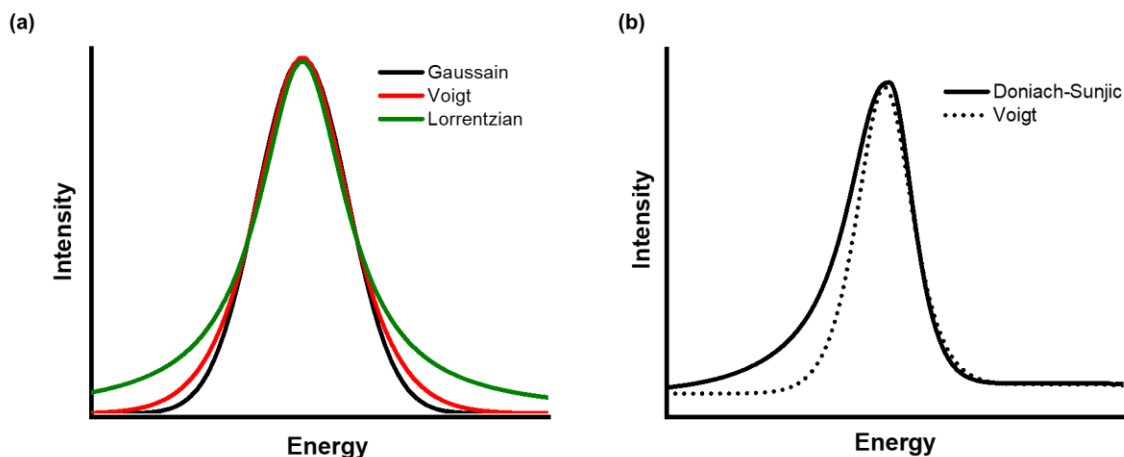 (a)
Gaussain
Voigt
Lorrentzian
Intensity
Energy
(b)
Doniach-Sunjic
Voigt
Intensity
Energy